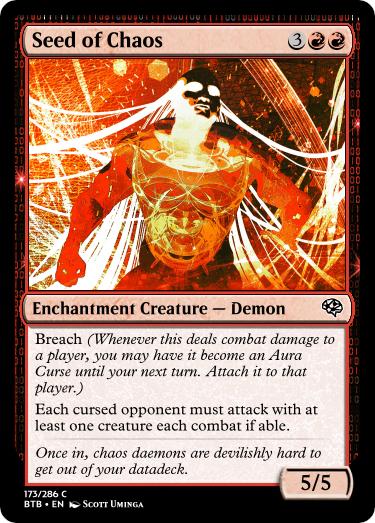 Seed of Chaos 3
Enchantment Creature — Demon
Breach (Whenever this deals combat damage to
a player, you may have it become an Aura
Curse until your next turn. Attach it to that
player.)
Each cursed opponent must attack with at
least one creature each combat if able.
Once in, chaos daemons are devilishly hard to
get out of your datadeck.
5/5
173/286 C
BTB • EN Scott Uminga